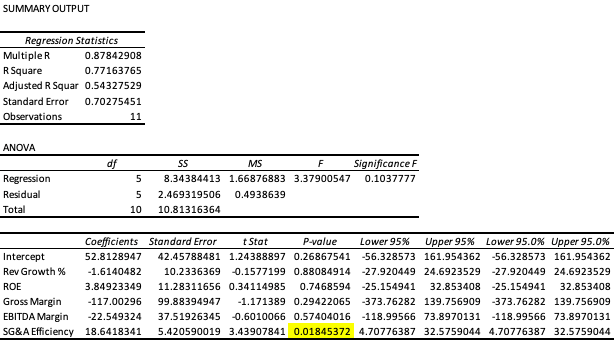 SUMMARY OUTPUT
Regression Statistics
Multiple R 0.87842908
R Square 0.77163765
Adjusted R Squar 0.54327529
Standard Error 0.70275451
Observations 11
ANOVA
df SS MS F Significance F
Regression 5 8.34384413 1.66876883 3.37900547 0.1037777
Residual 5 2.469319506 0.4938639
Total 10 10.81316364
Coefficients Standard Error t Stat P-value Lower 95% Upper 95% Lower 95.0% Upper 95.0%
Intercept 52.8128947 42.45788481 1.24388897 0.26867541 -56.328573 161.954362 -56.328573 161.954362
Rev Growth % -1.6140482 10.2336369 -0.1577199 0.88084914 -27.920449 24.6923529 -27.920449 24.6923529
ROE 3.84923349 11.28311656 0.34114985 0.7468594 -25.154941 32.853408 -25.154941 32.853408
Gross Margin -117.00296 99.88394947 -1.171389 0.29422065 -373.76282 139.756909 -373.76282 139.756909
EBITDA Margin -22.549324 37.51926345 -0.6010066 0.57404016 -118.99566 73.8970131 -118.99566 73.8970131
SG&A Efficiency 18.6418341 5.420590019 3.43907841 0.01845372 4.70776387 32.5759044 4.70776387 32.5759044